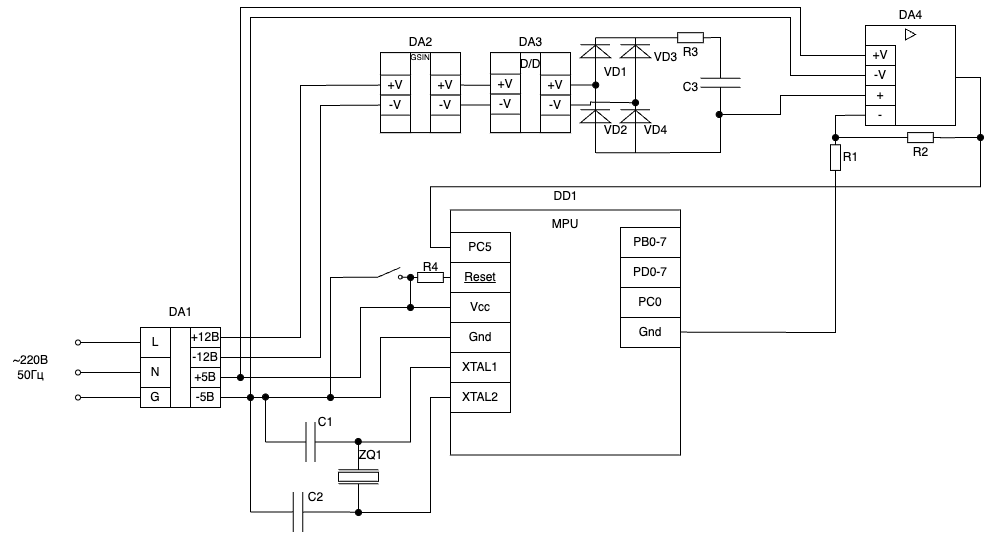 DA4
DA2
DA3
GSIN
D/D
R3
VD1
VD3
+V
+V
+V
+V
+V
-V
C3
-V
-V
-V
-V
+
VD2
VD4
-
R1
R2
DD1
MPU
PC5
PB0-7
R4
Reset
PD0-7
Vcc
PC0
DA1
Gnd
Gnd
L
+12В
~220В
50Гц
-12В
XTAL1
N
+5В
G
-5В
XTAL2
C1
ZQ1
C2